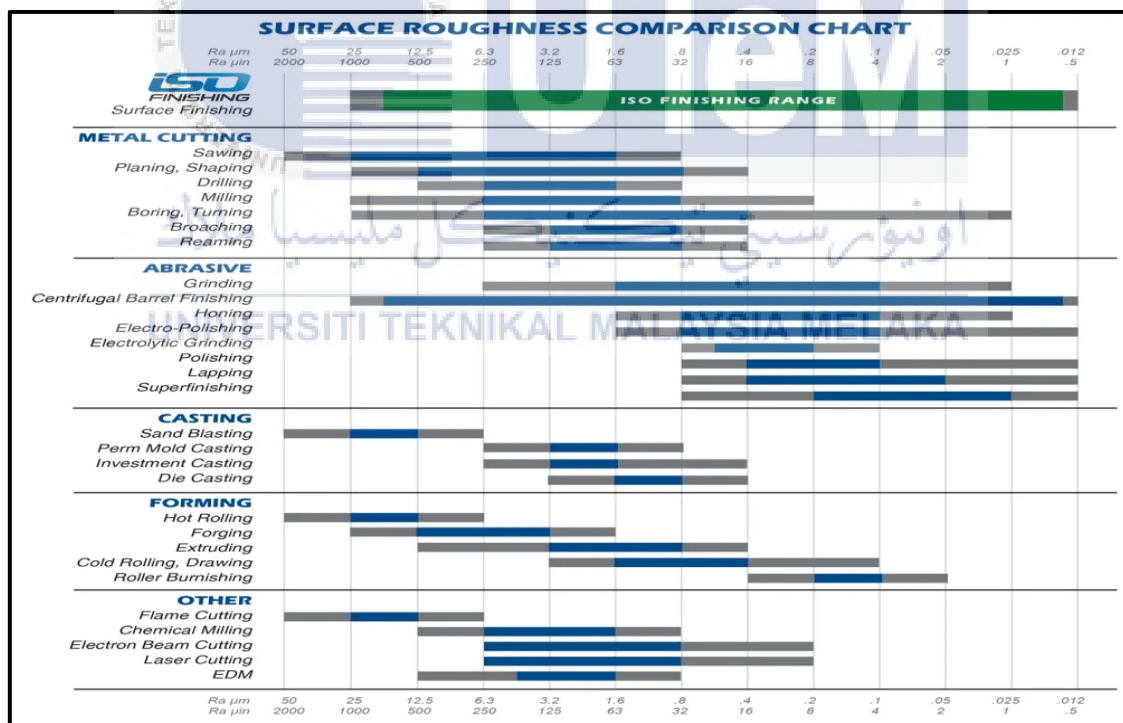 SURFACE ROUGHNESS COMPARISON CHART
Ra µm 50 25 12.5 6.3 3.2 1.6 .8 .4 .2 .1 .05 .025 .012
Ra µin 2000 1000 500 250 125 63 32 16 8 4 2 1 .5
iSO
FINISHING
Surface Finishing
ISO FINISHING RANGE
METAL CUTTING
Sawing
Planing, Shaping
Drilling
Milling
Boring, Turning
Broaching
Reaming
اونيۏرسيتي تيكنيكل مليسيا ملاك
ABRASIVE
Grinding
Centrifugal Barrel Finishing
Honing
Electro-Polishing
UNIVERSITI TEKNIKAL MALAYSIA MELAKA
Electrolytic Grinding
Polishing
Lapping
Superfinishing
CASTING
Sand Blasting
Perm Mold Casting
Investment Casting
Die Casting
FORMING
Hot Rolling
Forging
Extruding
Cold Rolling, Drawing
Roller Burnishing
OTHER
Flame Cutting
Chemical Milling
Electron Beam Cutting
Laser Cutting
EDM
Ra µm 50 25 12.5 6.3 3.2 1.6 .8 .4 .2 .1 .05 .025 .012
Ra µin 2000 1000 500 250 125 63 32 16 8 4 2 1 .5